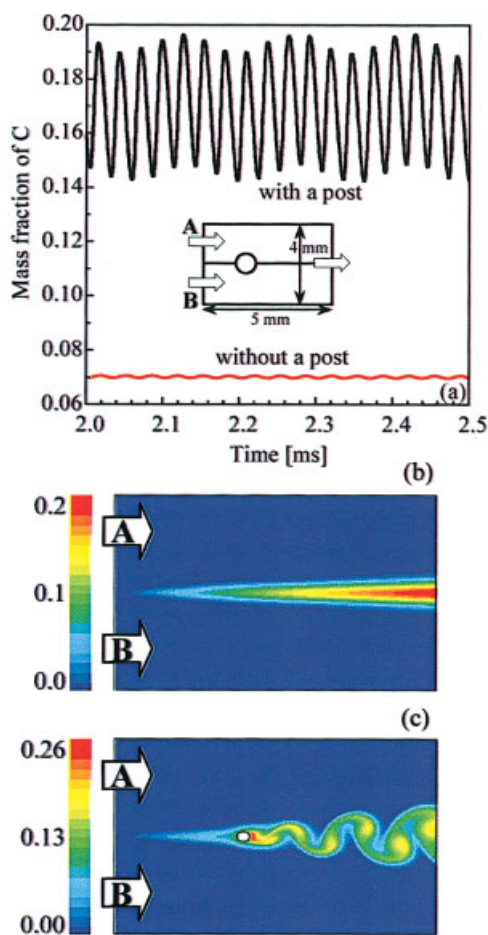 0.20
0.18
0.16
0.14
0.12
0.10
0.08
0.06
Mass fraction of C
with a post
A
B
4 mm
5 mm
without a post
(a)
2.0 2.1 2.2 2.3 2.4 2.5
Time [ms]
(b)
0.2
0.1
0.0
A
B
(c)
0.26
0.13
0.00
A
B